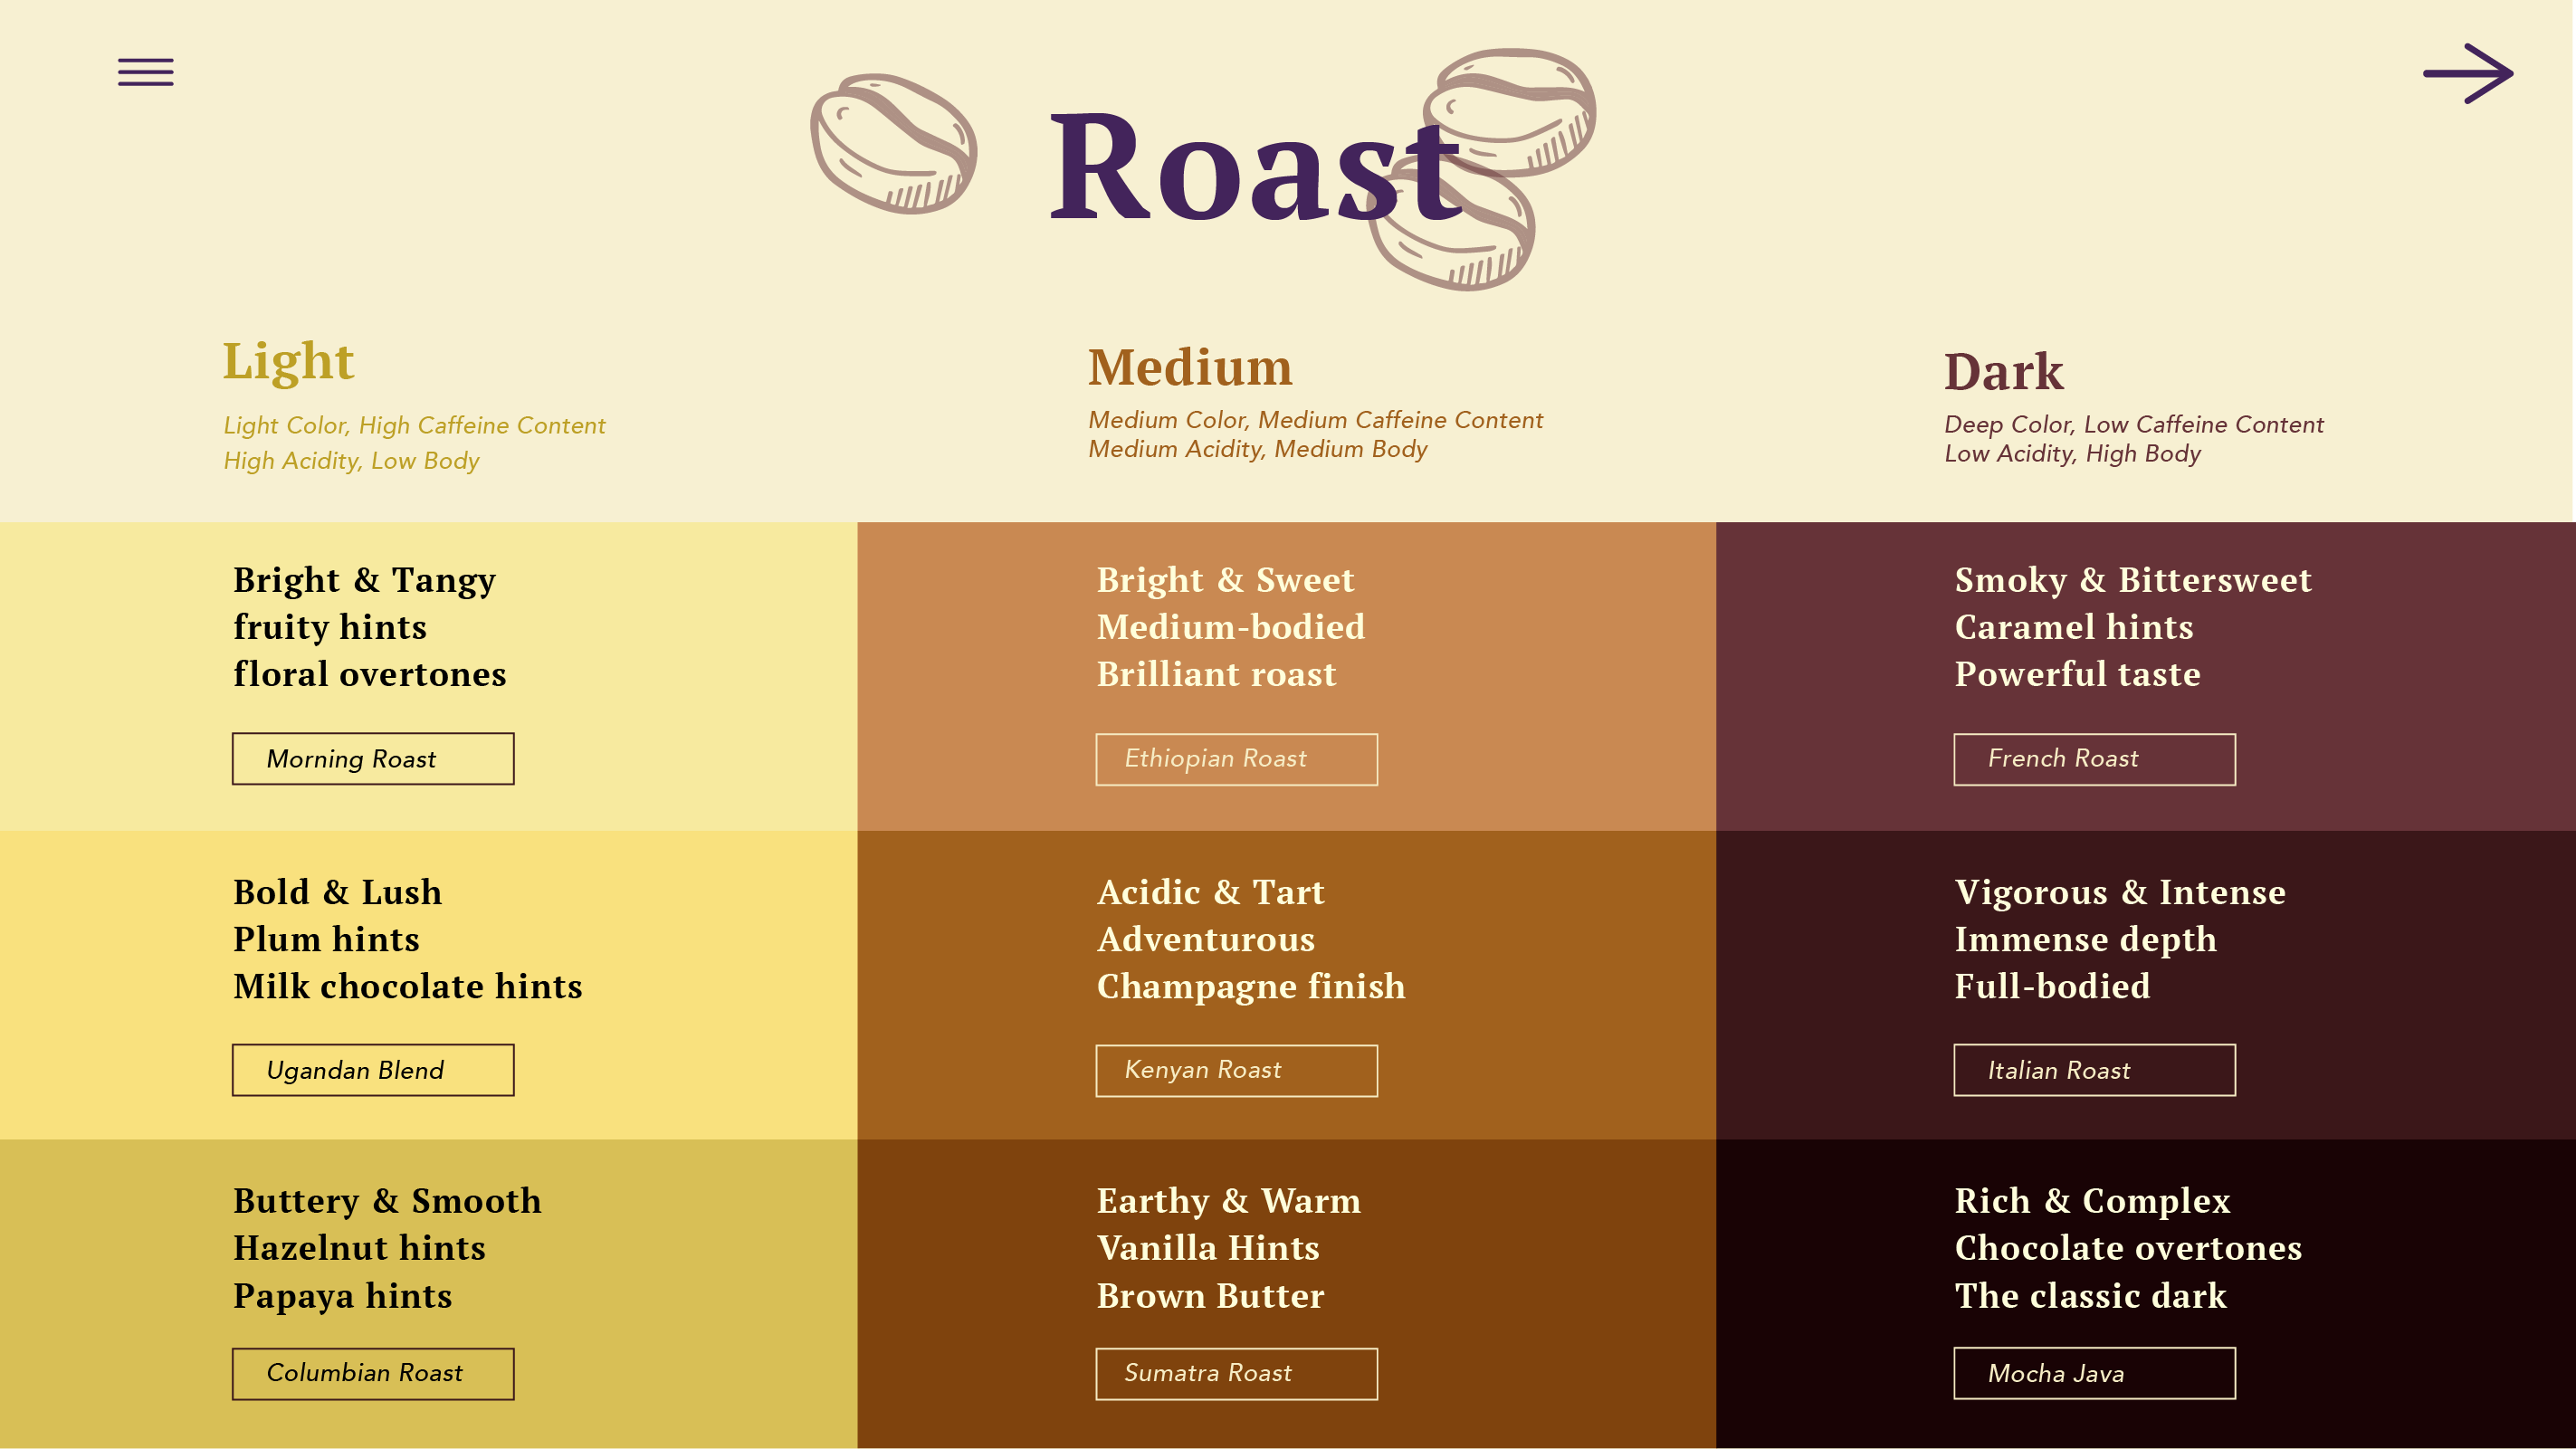 Roast
Light
Light Color, High Caffeine Content
High Acidity, Low Body
Medium
Medium Color, Medium Caffeine Content
Medium Acidity, Medium Body
Dark
Deep Color, Low Caffeine Content
Low Acidity, High Body
Bright & Tangy
fruity hints
floral overtones
Morning Roast
Bright & Sweet
Medium-bodied
Brilliant roast
Ethiopian Roast
Smoky & Bittersweet
Caramel hints
Powerful taste
French Roast
Bold & Lush
Plum hints
Milk chocolate hints
Ugandan Blend
Acidic & Tart
Adventurous
Champagne finish
Kenyan Roast
Vigorous & Intense
Immense depth
Full-bodied
Italian Roast
Buttery & Smooth
Hazelnut hints
Papaya hints
Columbian Roast
Earthy & Warm
Vanilla Hints
Brown Butter
Sumatra Roast
Rich & Complex
Chocolate overtones
The classic dark
Mocha Java